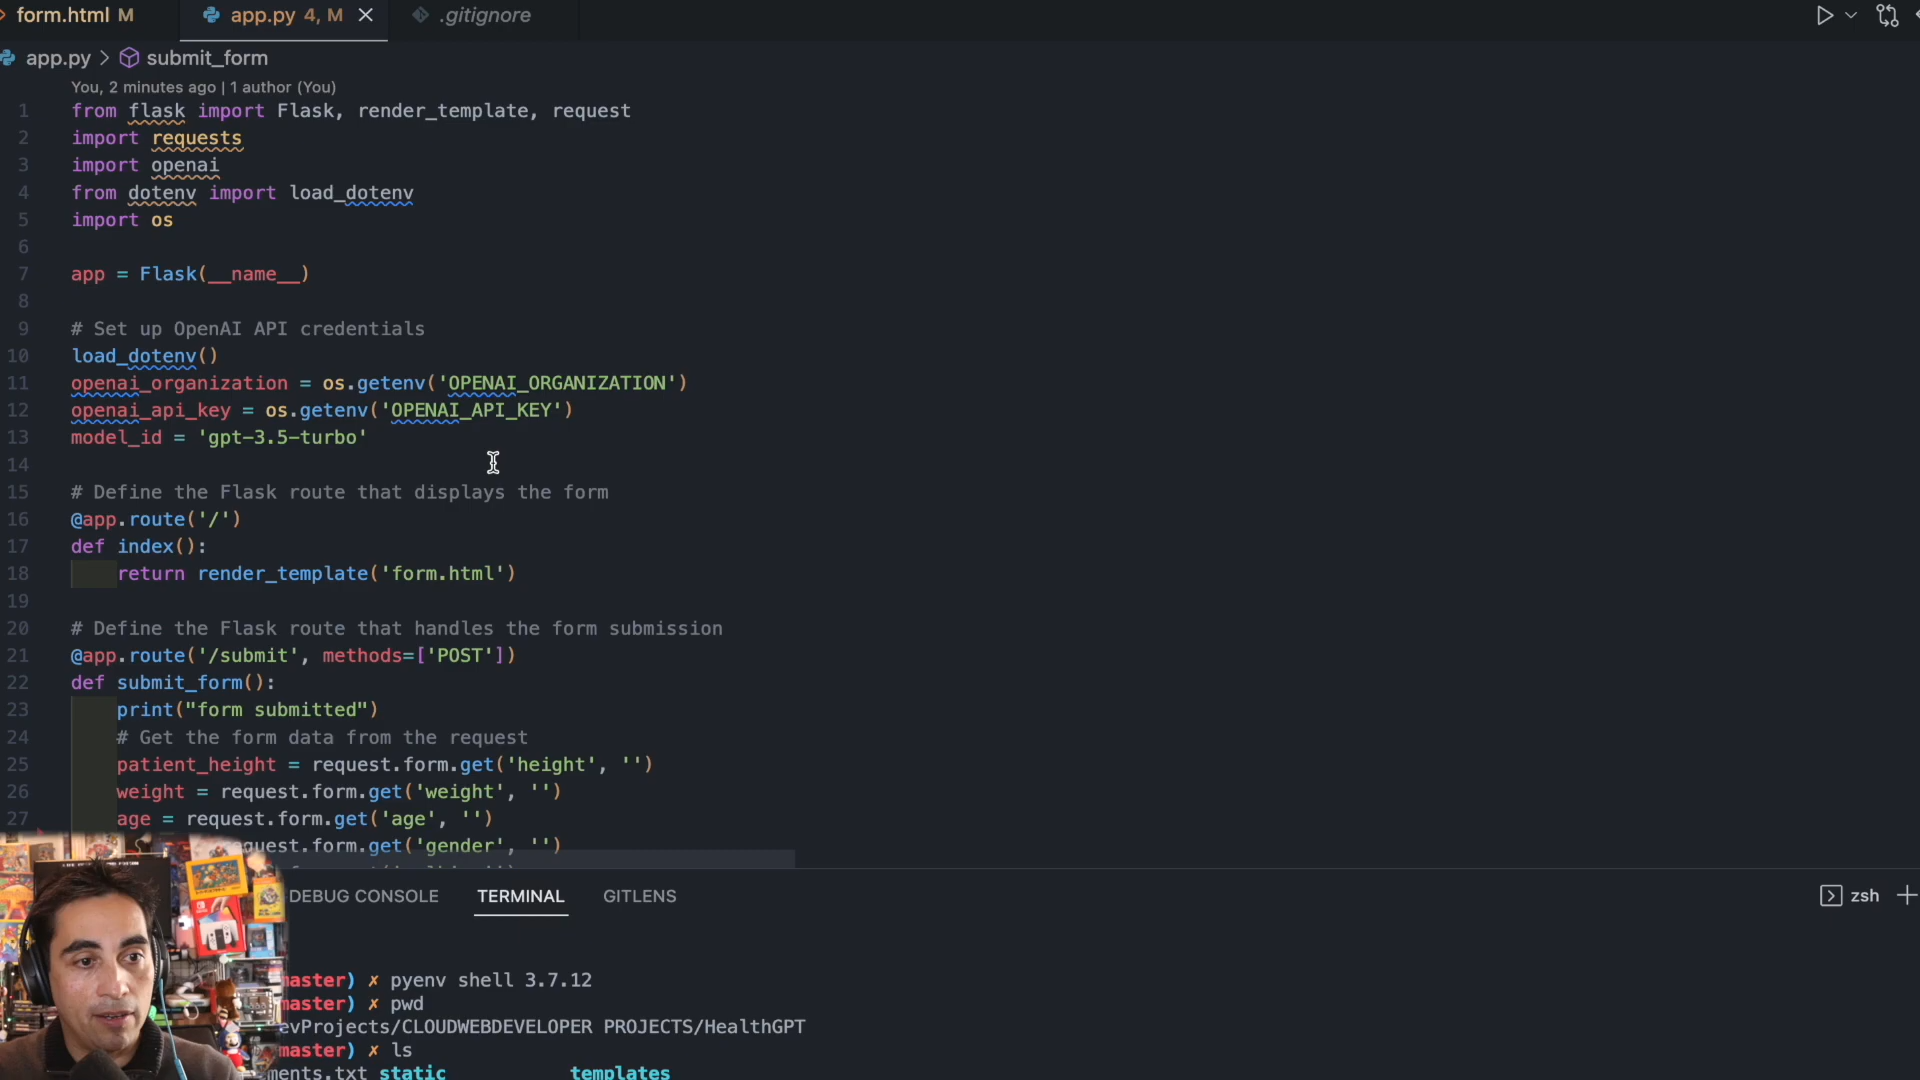 form.html M
app.py 4, M
.gitignore
app.py > submit_form
You, 2 minutes ago | 1 author (You)
1 from flask import Flask, render_template, request
2 import requests
3 import openai
4 from dotenv import load_dotenv
5 import os
6
7 app = Flask(__name__)
8
9 # Set up OpenAI API credentials
10 load_dotenv()
11 openai_organization = os.getenv('OPENAI_ORGANIZATION')
12 openai_api_key = os.getenv('OPENAI_API_KEY')
13 model_id = 'gpt-3.5-turbo'
14
15 # Define the Flask route that displays the form
16 @app.route('/')
17 def index():
18 return render_template('form.html')
19
20 # Define the Flask route that handles the form submission
21 @app.route('/submit', methods=['POST'])
22 def submit_form():
23 print("form submitted")
24 # Get the form data from the request
25 patient_height = request.form.get('height', '')
26 weight = request.form.get('weight', '')
27 age = request.form.get('age', '')
quest.form.get('gender', '')
DEBUG CONSOLE TERMINAL GITLENS zsh
master) ✗ pyenv shell 3.7.12
master) ✗ pwd
evProjects/CLOUDWEBDEVELOPER PROJECTS/HealthGPT
master) ✗ ls
ments.txt static templates